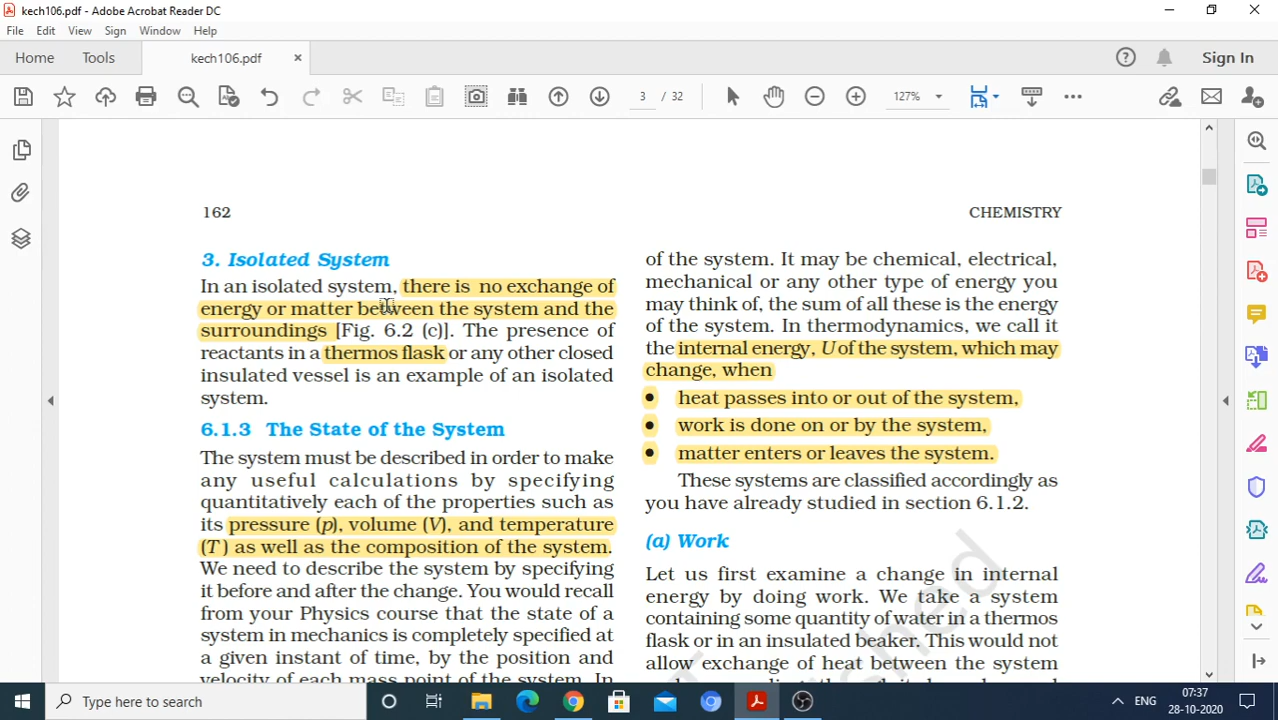 kech106.pdf - Adobe Acrobat Reader DC
File Edit View Sign Window Help
Home Tools kech106.pdf × ? Sign In
3 / 32 127%
162 CHEMISTRY
3. Isolated System
In an isolated system, there is no exchange of
energy or matter between the system and the
surroundings [Fig. 6.2 (c)]. The presence of
reactants in a thermos flask or any other closed
insulated vessel is an example of an isolated
system.
6.1.3 The State of the System
The system must be described in order to make
any useful calculations by specifying
quantitatively each of the properties such as
its pressure (p), volume (V), and temperature
(T ) as well as the composition of the system.
We need to describe the system by specifying
it before and after the change. You would recall
from your Physics course that the state of a
system in mechanics is completely specified at
a given instant of time, by the position and
velocity of each mass point of the system. In
of the system. It may be chemical, electrical,
mechanical or any other type of energy you
may think of, the sum of all these is the energy
of the system. In thermodynamics, we call it
the internal energy, U of the system, which may
change, when
• heat passes into or out of the system,
• work is done on or by the system,
• matter enters or leaves the system.
These systems are classified accordingly as
you have already studied in section 6.1.2.
(a) Work
Let us first examine a change in internal
energy by doing work. We take a system
containing some quantity of water in a thermos
flask or in an insulated beaker. This would not
allow exchange of heat between the system
shed
Type here to search
ENG
07:37
28-10-2020